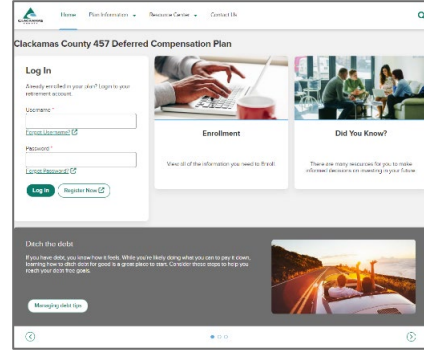 CLACKAMAS
COUNTY
Home Plan Information Resource Center Contact Us
Clackamas County 457 Deferred Compensation Plan
Log In
Already enrolled in your plan? Login to your
retirement account.
Username *
Forgot Username?
Password *
Forgot Password?
Log In Register Now
Enrollment
View all of the information you need to Enroll.
Did You Know?
There are many resources for you to make
informed decisions on investing in your future.
Ditch the debt
If you have debt, you know how it feels. While you're likely doing what you can to pay it down,
learning how to ditch debt for good is a great place to start. Consider these steps to help you
reach your debt free goals.
Managing debt tips